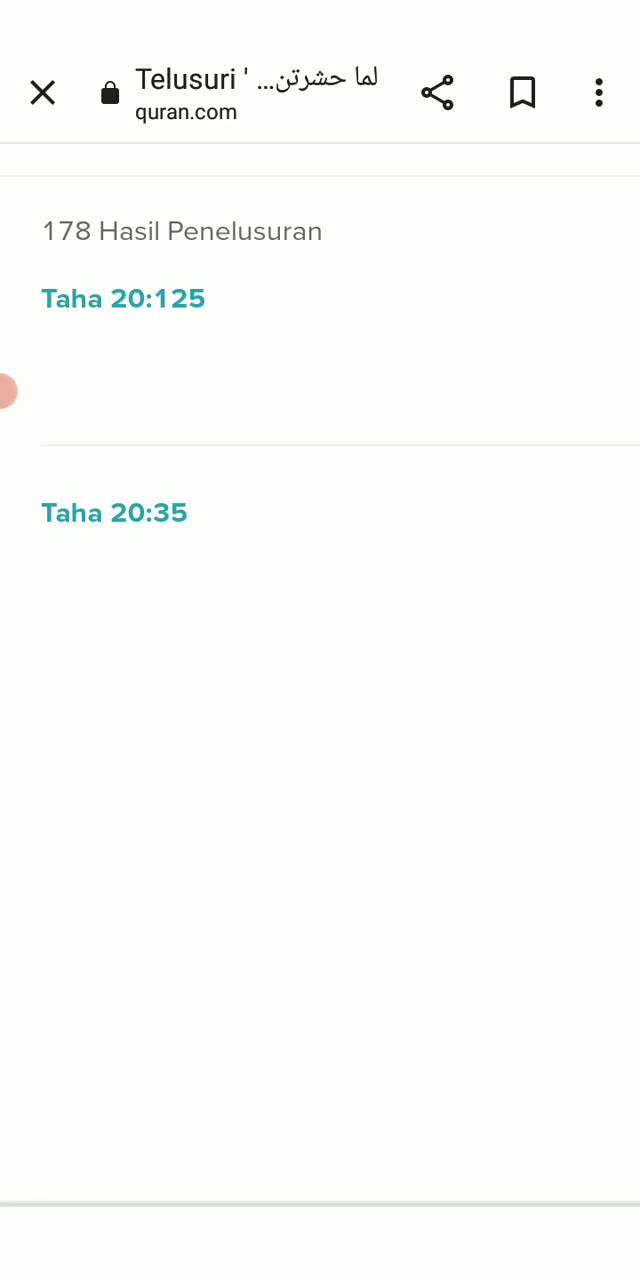 Telusuri ' ...لما حشرتن
quran.com
178 Hasil Penelusuran
Taha 20:125
Taha 20:35